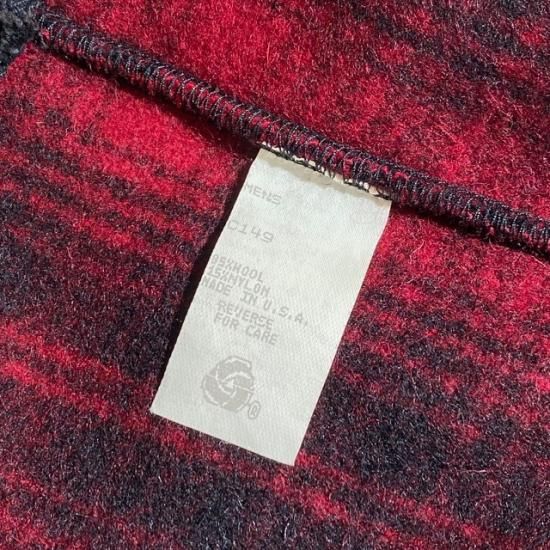 MENS
C149
85%WOOL
15%NYLON
MADE IN U.S.A.
REVERSE
FOR CARE
®